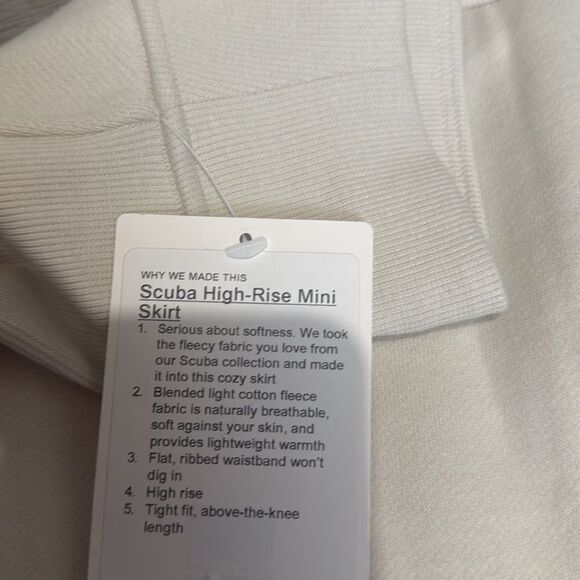 WHY WE MADE THIS
Scuba High-Rise Mini
Skirt
1. Serious about softness. We took
the fleecy fabric you love from
our Scuba collection and made
it into this cozy skirt
2. Blended light cotton fleece
fabric is naturally breathable,
soft against your skin, and
provides lightweight warmth
3. Flat, ribbed waistband won't
dig in
4. High rise
5. Tight fit, above-the-knee
length